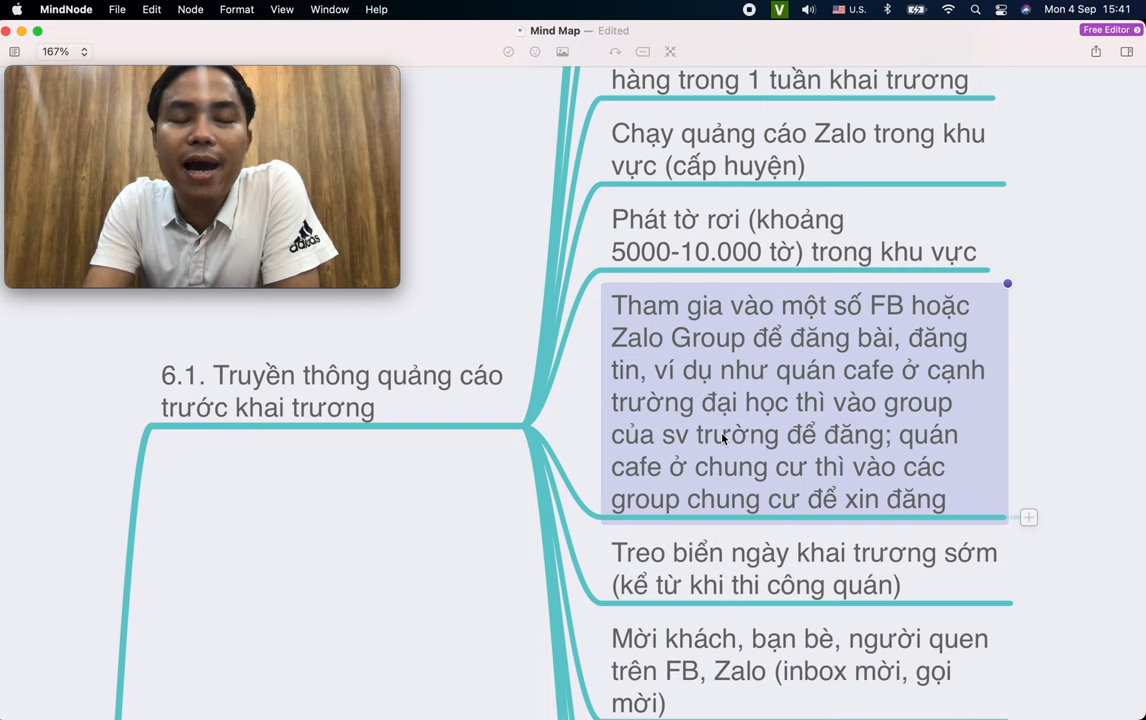 MindNode File Edit Node Format View Window Help
V U.S. Mon 4 Sep 15:41
Mind Map — Edited
Free Editor
167%
adidas
hàng trong 1 tuần khai trương
Chạy quảng cáo Zalo trong khu
vực (cấp huyện)
Phát tờ rơi (khoảng
5000-10.000 tờ) trong khu vực
Tham gia vào một số FB hoặc
Zalo Group để đăng bài, đăng
tin, ví dụ như quán cafe ở cạnh
trường đại học thì vào group
của sv trường để đăng; quán
cafe ở chung cư thì vào các
group chung cư để xin đăng
6.1. Truyền thông quảng cáo
trước khai trương
Treo biển ngày khai trương sớm
(kể từ khi thi công quán)
Mời khách, bạn bè, người quen
trên FB, Zalo (inbox mời, gọi
mời)